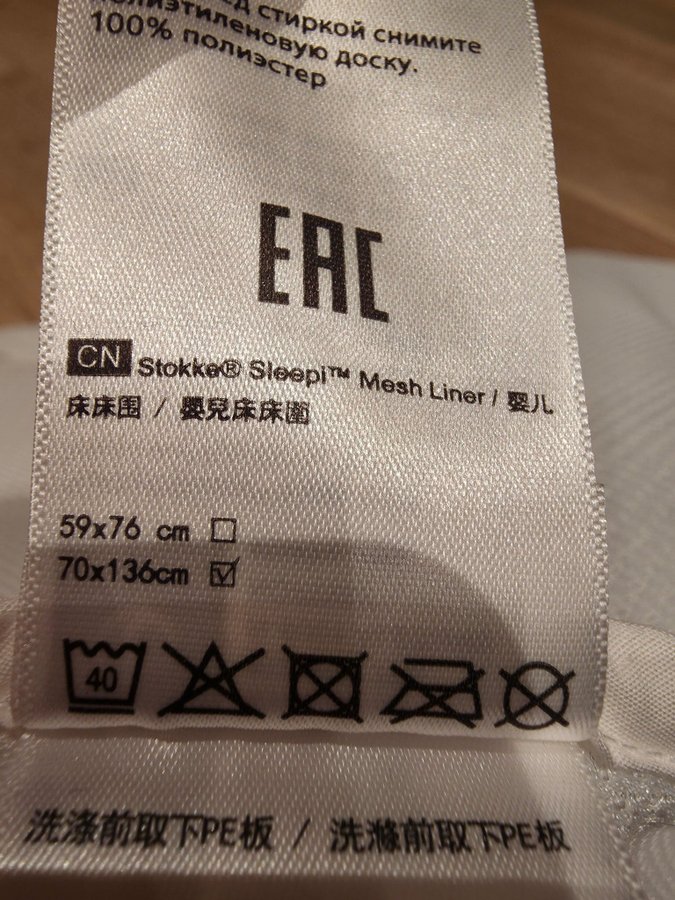 стиркой снимите
полиэтиленовую доску.
100% полиэстер
EAC
CN Stokke® Sleepi™ Mesh Liner / 婴儿
床床围 / 嬰兒床床圍
59x76 cm ☐
70x136cm ☑
40
洗涤前取下PE板 / 洗滌前取下PE板